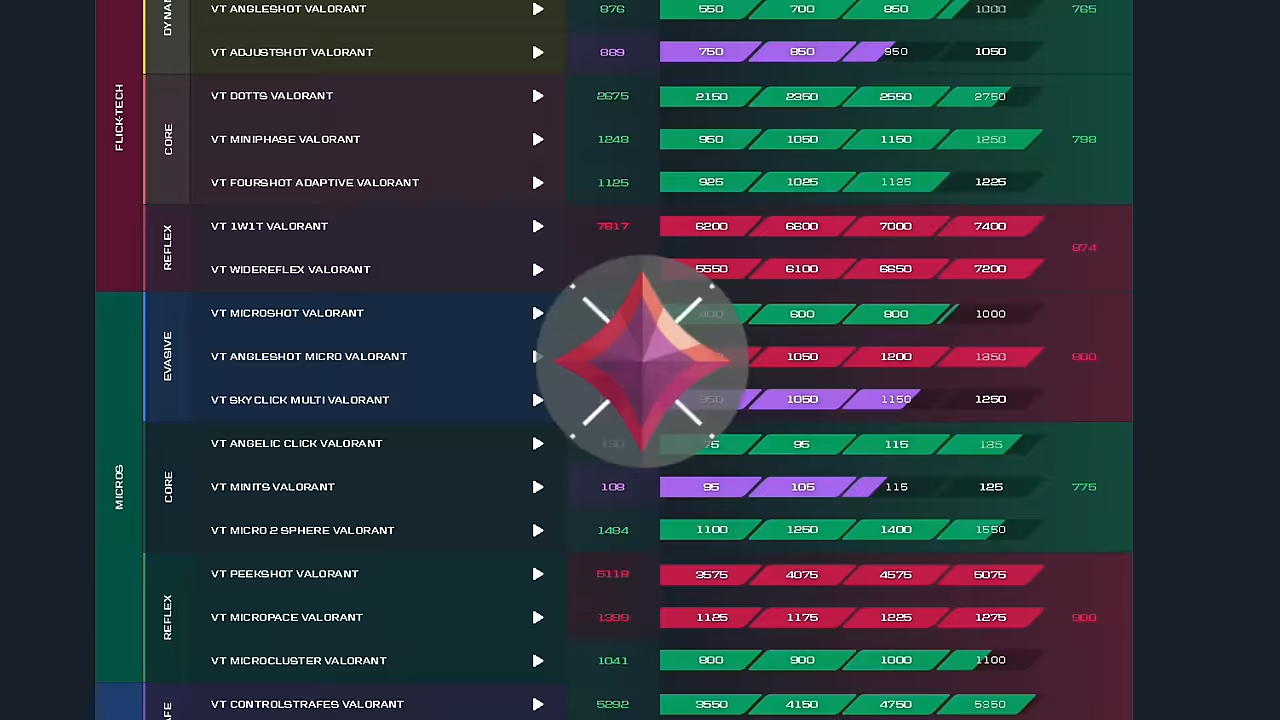 VT ANGLESHOT VALORANT 876 550 700 850 1000 765
VT ADJUSTSHOT VALORANT 889 750 850 950 1050
FLICK-TECH
CORE
VT DOTTS VALORANT 2675 2150 2350 2550 2750
VT MINIPHASE VALORANT 1248 950 1050 1150 1250 798
VT FOURSHOT ADAPTIVE VALORANT 1125 925 1025 1125 1225
REFLEX
VT 1W1T VALORANT 7817 6200 6600 7000 7400
874
VT WIDEREFLEX VALORANT 5550 6100 6650 7200
MICROS
EVASIVE
VT MICROSHOT VALORANT 400 600 800 1000
VT ANGLESHOT MICRO VALORANT 1050 1200 1350
VT SKYCLICK MULTI VALORANT 950 1050 1150 1250
CORE
VT ANGELIC CLICK VALORANT 75 95 115 135
VT MINITS VALORANT 108 95 105 115 125 775
VT MICRO 2 SPHERE VALORANT 1484 1100 1250 1400 1550
REFLEX
VT PEEKSHOT VALORANT 5118 3575 4075 4575 5075
VT MICROPACE VALORANT 1125 1175 1225 1275
VT MICROCLUSTER VALORANT 1041 800 900 1000 1100
VT CONTROLSTRAFES VALORANT 5292 3550 4150 4750 5350